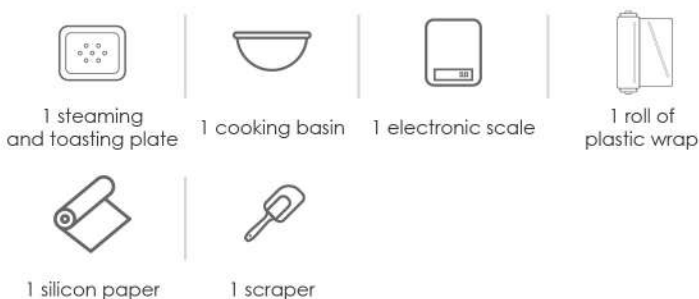 1 steaming
and toasting plate
1 cooking basin
1 electronic scale
1 roll of
plastic wrap
1 silicon paper
1 scraper